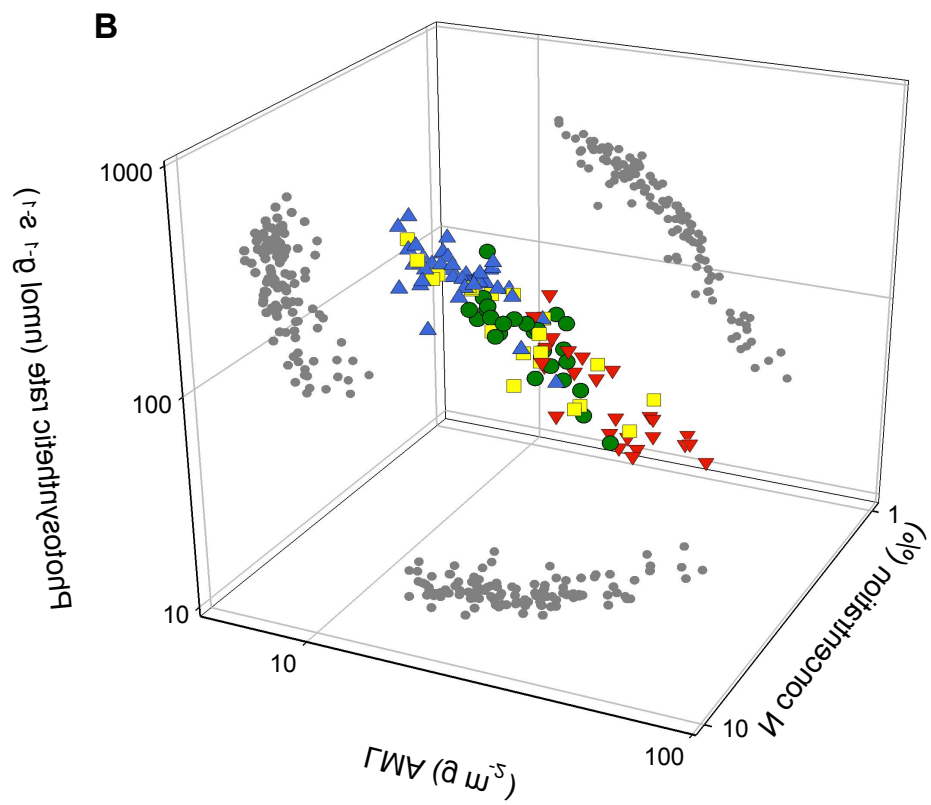 B
1000
100
10
Photosynthetic rate (nmol g-1 s-1)
10
100
LMA (g m-2)
1
10
N concentration (%)